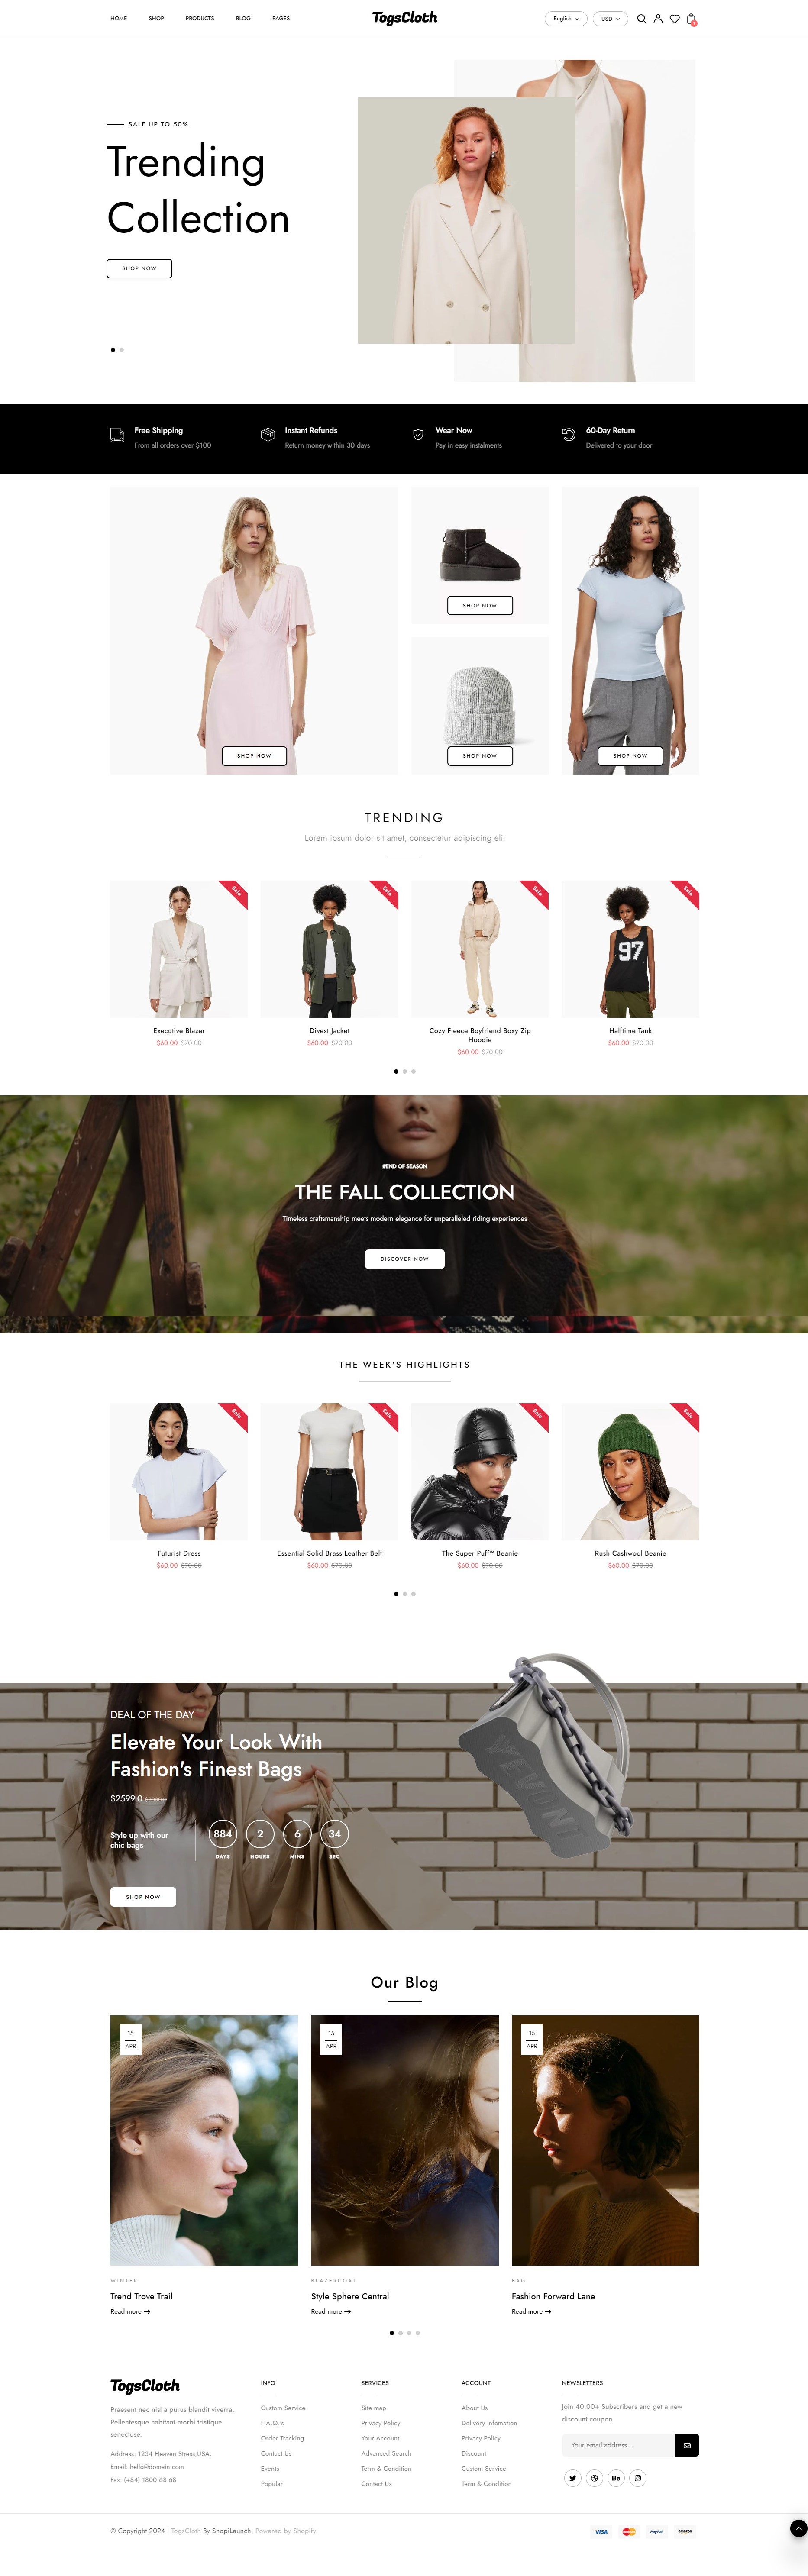 HOME SHOP PRODUCTS BLOG PAGES
TogsCloth
English USD
SALE UP TO 50%
Trending
Collection
SHOP NOW
Free Shipping
From all orders over $100
Instant Refunds
Return money within 30 days
Wear Now
Pay in easy instalments
60-Day Return
Delivered to your door
SHOP NOW
SHOP NOW
SHOP NOW
SHOP NOW
TRENDING
Lorem ipsum dolor sit amet, consectetur adipiscing elit
Sale
Sale
Sale
97
Sale
Executive Blazer
$60.00 $70.00
Divest Jacket
$60.00 $70.00
Cozy Fleece Boyfriend Boxy Zip
Hoodie
$60.00 $70.00
Halftime Tank
$60.00 $70.00
#END OF SEASON
THE FALL COLLECTION
Timeless craftsmanship meets modern elegance for unparalleled riding experiences
DISCOVER NOW
THE WEEK'S HIGHLIGHTS
Sale
Sale
Sale
Sale
Futurist Dress
$60.00 $70.00
Essential Solid Brass Leather Belt
$60.00 $70.00
The Super Puff™ Beanie
$60.00 $70.00
Rush Cashwool Beanie
$60.00 $70.00
DEAL OF THE DAY
Elevate Your Look With
Fashion's Finest Bags
$2599.0
Style up with our
chic bags
884 2 6 34
DAYS HOURS MINS SEC
SHOP NOW
Our Blog
15
APR
15
APR
15
APR
WINTER
Trend Trove Trail
Read more
BLAZERCOAT
Style Sphere Central
Read more
BAG
Fashion Forward Lane
Read more
TogsCloth
Praesent nec nisl a purus blandit viverra.
Pellentesque habitant morbi tristique
senectuse.
Address: 1234 Heaven Stress,USA.
Email: hello@domain.com
Fax: (+84) 1800 68 68
INFO
Custom Service
F.A.Q.'s
Order Tracking
Contact Us
Events
Popular
SERVICES
Site map
Privacy Policy
Your Account
Advanced Search
Term & Condition
Contact Us
ACCOUNT
About Us
Delivery Infomation
Privacy Policy
Discount
Custom Service
Term & Condition
NEWSLETTERS
Join 40.00+ Subscribers and get a new
discount coupon
Your email address...
Bē
© Copyright 2024 | TogsCloth By ShopiLaunch. Powered by Shopify.
VISA PayPal amazon